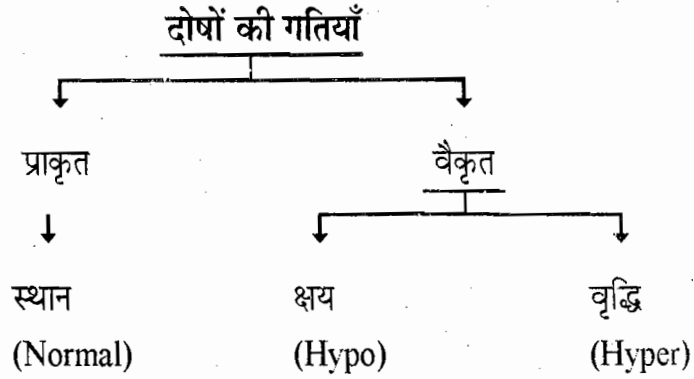 दोषों की गतियाँ
प्राकृत वैकृत
स्थान क्षय वृद्धि
(Normal) (Hypo) (Hyper)